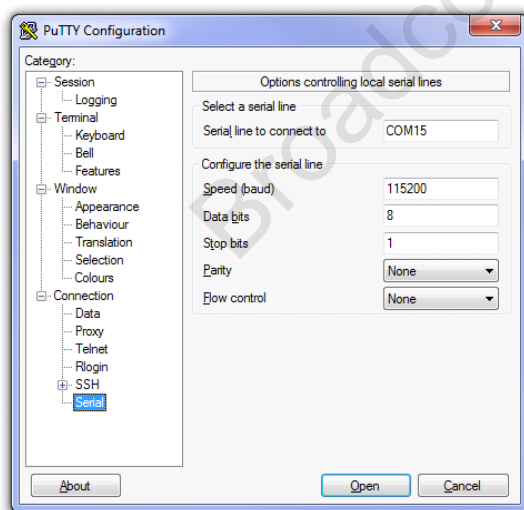 PuTTY Configuration
Category:
Session
Logging
Terminal
Keyboard
Bell
Features
Window
Appearance
Behaviour
Translation
Selection
Colours
Connection
Data
Proxy
Telnet
Rlogin
SSH
Serial
Options controlling local serial lines
Select a serial line
Serial line to connect to COM15
Configure the serial line
Speed (baud) 115200
Data bits 8
Stop bits 1
Parity None
Flow control None
About Open Cancel
Broadco